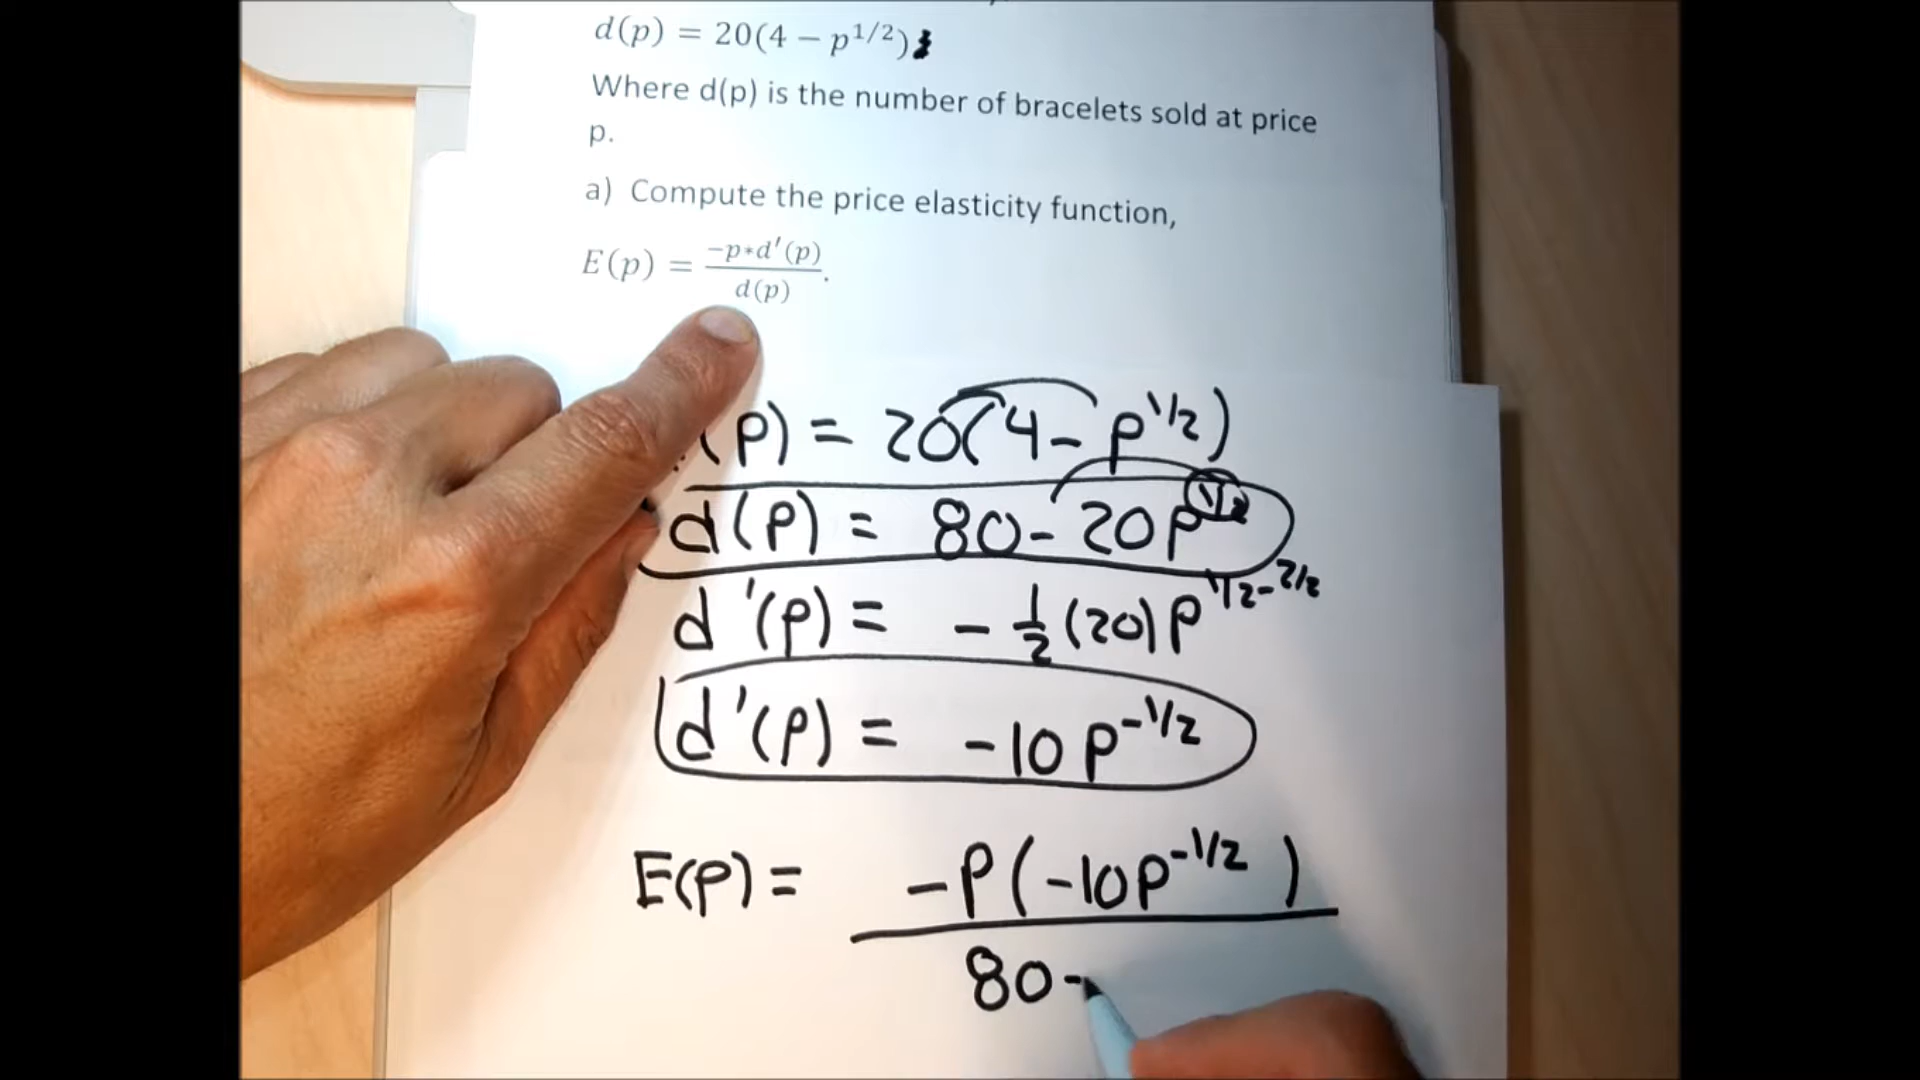 d(p) = 20(4 − p^1/2)
Where d(p) is the number of bracelets sold at price
p.
a) Compute the price elasticity function,
E(p) = −p*d′(p) / d(p).
(P) = 20(4 − P^1/2)
d(P) = 80 − 20P^1/2
d′(P) = − 1/2 (20) P^1/2 − 2/2
d′(P) = −10P^−1/2
E(P) = −P(−10P^−1/2)
80 −